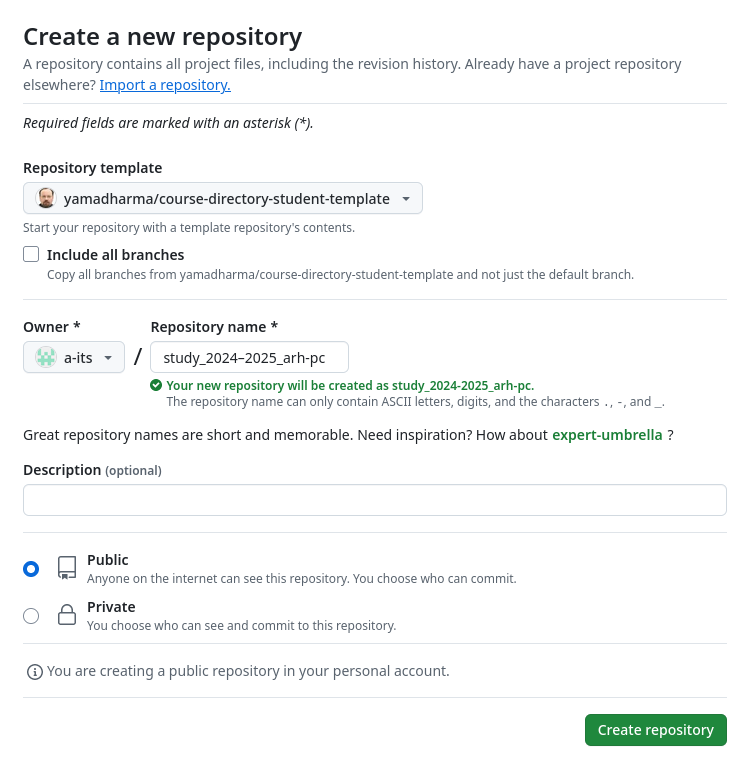 Create a new repository
A repository contains all project files, including the revision history. Already have a project repository
elsewhere? Import a repository.
Required fields are marked with an asterisk (*).
Repository template
yamadharma/course-directory-student-template
Start your repository with a template repository's contents.
Include all branches
Copy all branches from yamadharma/course-directory-student-template and not just the default branch.
Owner * Repository name *
a-its / study_2024–2025_arh-pc
Your new repository will be created as study_2024-2025_arh-pc.
The repository name can only contain ASCII letters, digits, and the characters ., -, and _.
Great repository names are short and memorable. Need inspiration? How about expert-umbrella ?
Description (optional)
Public
Anyone on the internet can see this repository. You choose who can commit.
Private
You choose who can see and commit to this repository.
You are creating a public repository in your personal account.
Create repository